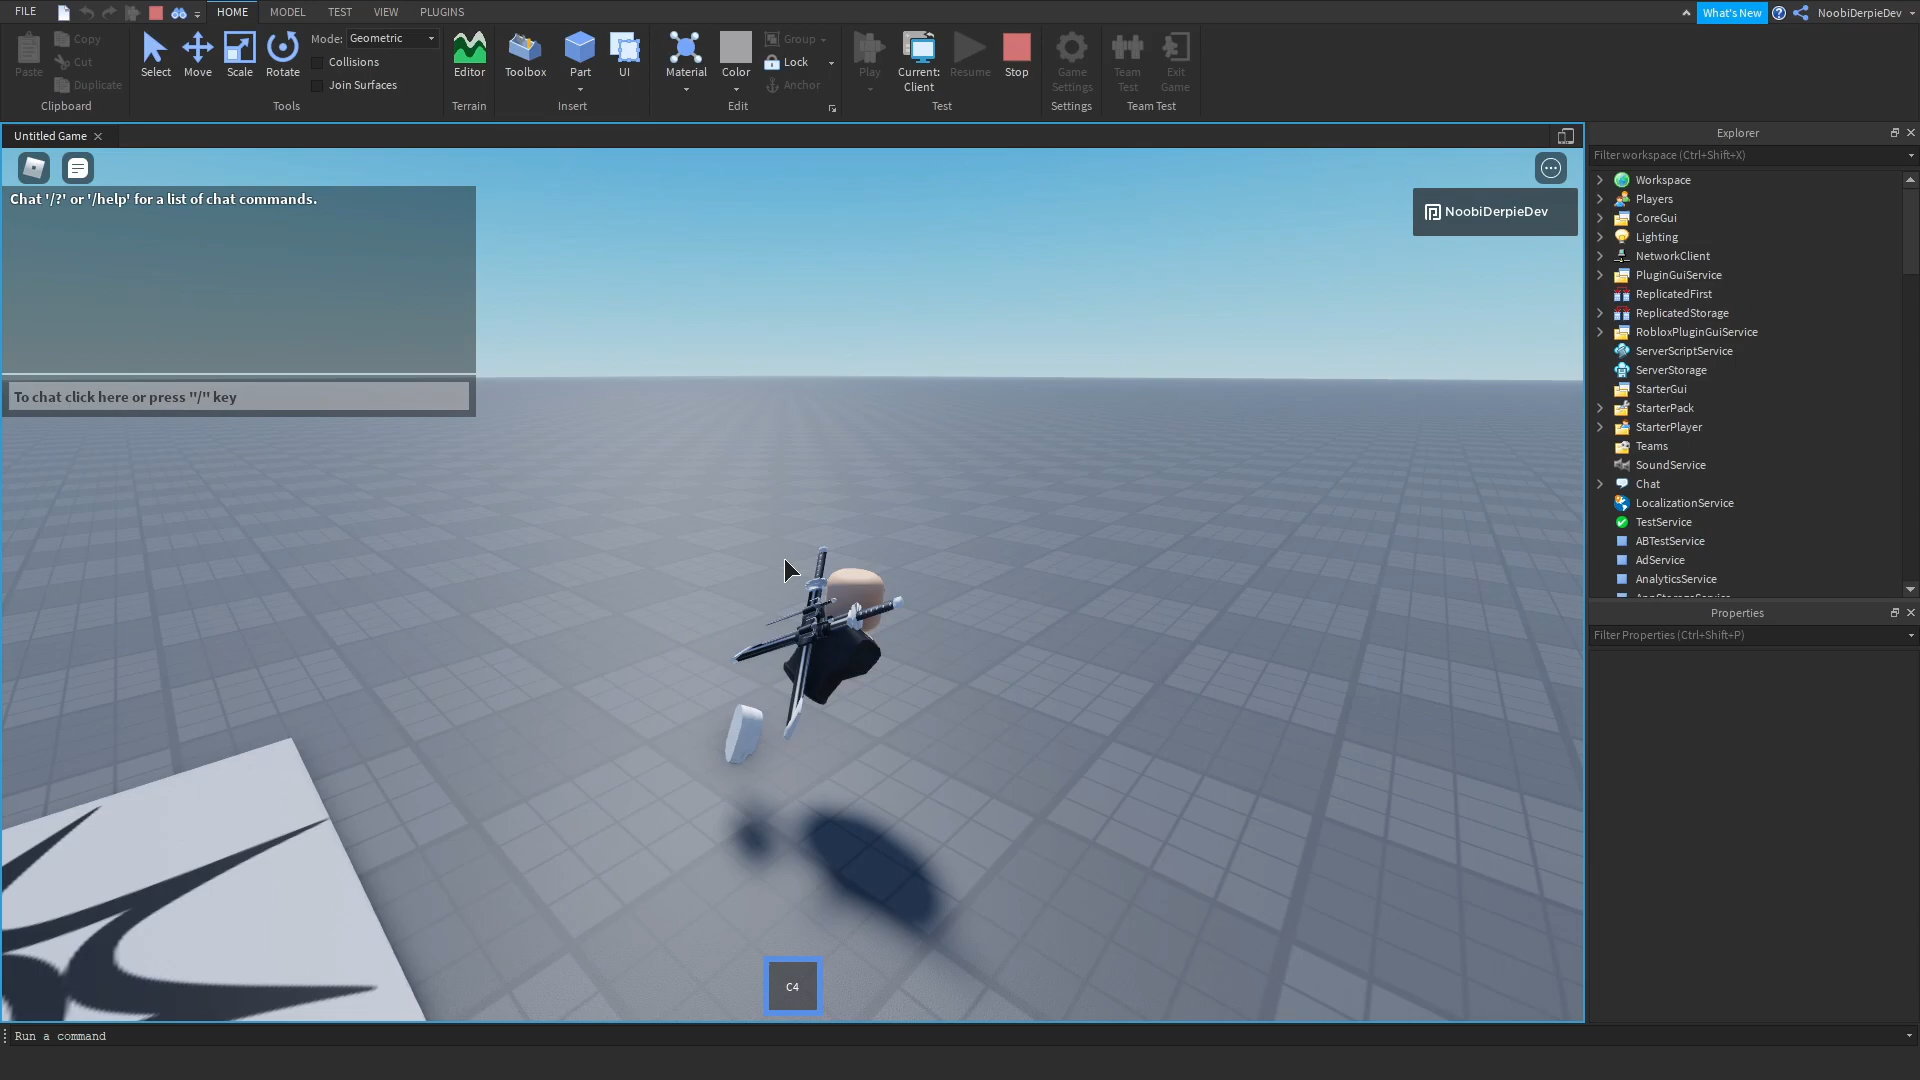 FILE
HOME
MODEL
TEST
VIEW
PLUGINS
What's New
NoobiDerpieDev
Paste
Copy
Cut
Duplicate
Clipboard
Select
Move
Scale
Rotate
Mode: Geometric
Collisions
Join Surfaces
Tools
Editor
Terrain
Toolbox
Part
UI
Insert
Material
Color
Group
Lock
Anchor
Edit
Play
Current:
Client
Resume
Stop
Test
Game
Settings
Settings
Team
Test
Exit
Game
Team Test
Untitled Game
Chat '/?' or '/help' for a list of chat commands.
To chat click here or press "/" key
NoobiDerpieDev
C4
Explorer
Filter workspace (Ctrl+Shift+X)
Workspace
Players
CoreGui
Lighting
NetworkClient
PluginGuiService
ReplicatedFirst
ReplicatedStorage
RobloxPluginGuiService
ServerScriptService
ServerStorage
StarterGui
StarterPack
StarterPlayer
Teams
SoundService
Chat
LocalizationService
TestService
ABTestService
AdService
AnalyticsService
Properties
Filter Properties (Ctrl+Shift+P)
Run a command